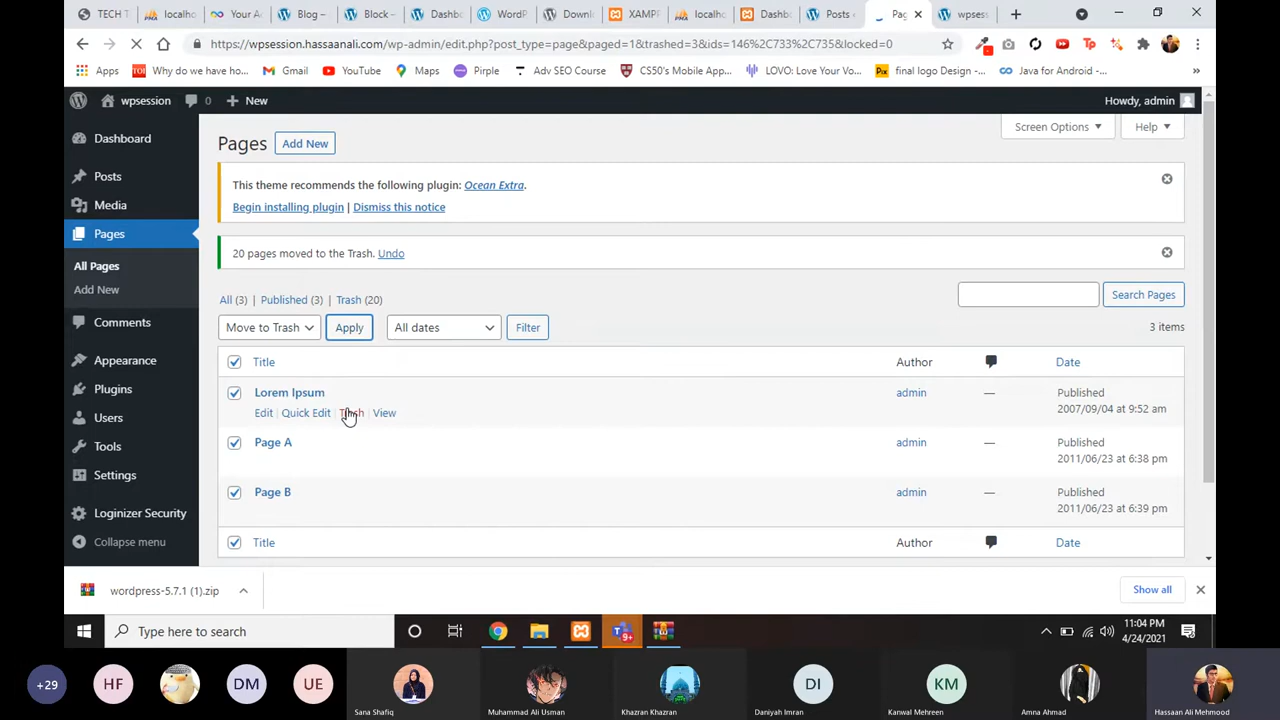 TECH T
localho
Your Ac
Blog –
Block –
Dashbo
WordP
Downl
XAMPP
localho
Dashbo
Posts
Pag
wpsess
https://wpsession.hassaanali.com/wp-admin/edit.php?post_type=page&paged=1&trashed=3&ids=146%2C733%2C735&locked=0
Apps
Why do we have ho...
Gmail
YouTube
Maps
Pirple
Adv SEO Course
CS50's Mobile App...
LOVO: Love Your Vo...
final logo Design -...
Java for Android -...
wpsession 0 + New Howdy, admin
Dashboard
Posts
Media
Pages
All Pages
Add New
Comments
Appearance
Plugins
Users
Tools
Settings
Loginizer Security
Collapse menu
Screen Options Help
Pages Add New
This theme recommends the following plugin: Ocean Extra.
Begin installing plugin | Dismiss this notice
20 pages moved to the Trash. Undo
All (3) | Published (3) | Trash (20)
Search Pages
Move to Trash Apply All dates Filter
3 items
Title Author Date
Lorem Ipsum admin — Published
2007/09/04 at 9:52 am
Edit | Quick Edit | Trash | View
Page A admin — Published
2011/06/23 at 6:38 pm
Page B admin — Published
2011/06/23 at 6:39 pm
Title Author Date
wordpress-5.7.1 (1).zip
Show all
Type here to search
9+
11:04 PM
4/24/2021
+29
HF
DM
UE
DI
KM
Sana Shafiq
Muhammad Ali Usman
Khazran Khazran
Daniyah Imran
Kanwal Mehreen
Amna Ahmad
Hassaan Ali Mehmood